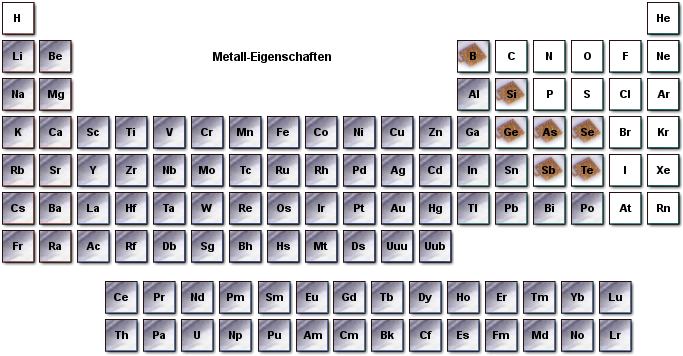 H He
Li Be Metall-Eigenschaften B C N O F Ne
Na Mg Al Si P S Cl Ar
K Ca Sc Ti V Cr Mn Fe Co Ni Cu Zn Ga Ge As Se Br Kr
Rb Sr Y Zr Nb Mo Tc Ru Rh Pd Ag Cd In Sn Sb Te I Xe
Cs Ba La Hf Ta W Re Os Ir Pt Au Hg Tl Pb Bi Po At Rn
Fr Ra Ac Rf Db Sg Bh Hs Mt Ds Uuu Uub
Ce Pr Nd Pm Sm Eu Gd Tb Dy Ho Er Tm Yb Lu
Th Pa U Np Pu Am Cm Bk Cf Es Fm Md No Lr